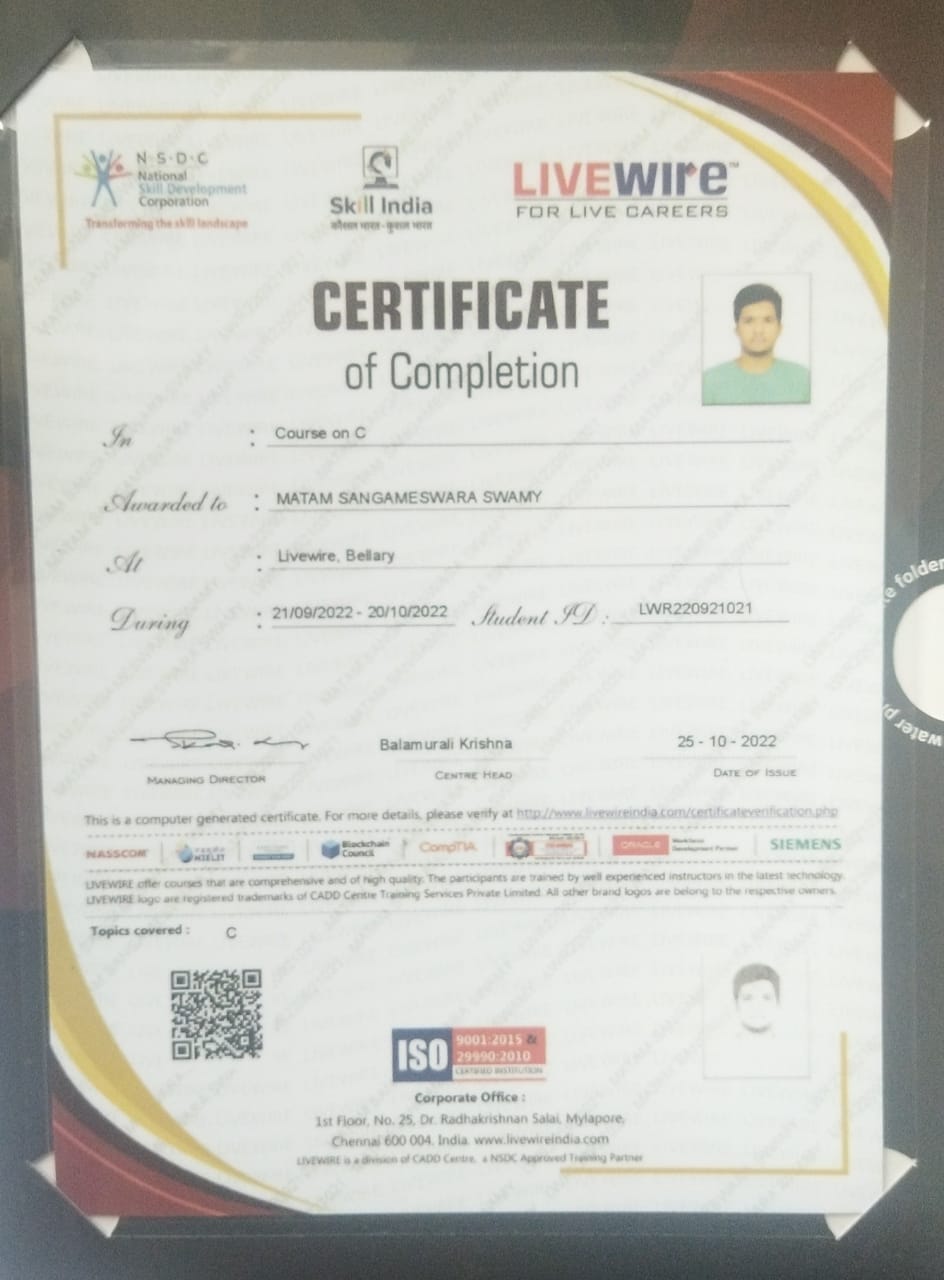 N·S·D·C
National
Skill Development
Corporation
Transforming the skill landscape
Skill India
कौशल भारत - कुशल भारत
LIVEWIRE™
FOR LIVE CAREERS
CERTIFICATE
of Completion
In : Course on C
Awarded to : MATAM SANGAMESWARA SWAMY
At : Livewire, Bellary
During : 21/09/2022 - 20/10/2022 Student ID : LWR220921021
Balamurali Krishna 25 - 10 - 2022
MANAGING DIRECTOR CENTRE HEAD DATE OF ISSUE
This is a computer generated certificate. For more details, please verify at http://www.livewireindia.com/certificateverification.php
NASSCOM NIELIT Blockchain Council CompTIA ORACLE Workforce Development Partner SIEMENS
LIVEWIRE offer courses that are comprehensive and of high quality. The participants are trained by well experienced instructors in the latest technology.
LIVEWIRE logo are registered trademarks of CADD Centre Training Services Private Limited. All other brand logos are belong to the respective owners.
Topics covered : C
ISO 9001:2015 &
29990:2010
CERTIFIED INSTITUTION
Corporate Office :
1st Floor, No. 25, Dr. Radhakrishnan Salai, Mylapore,
Chennai 600 004. India. www.livewireindia.com
LIVEWIRE is a division of CADD Centre, a NSDC Approved Training Partner
folder
water